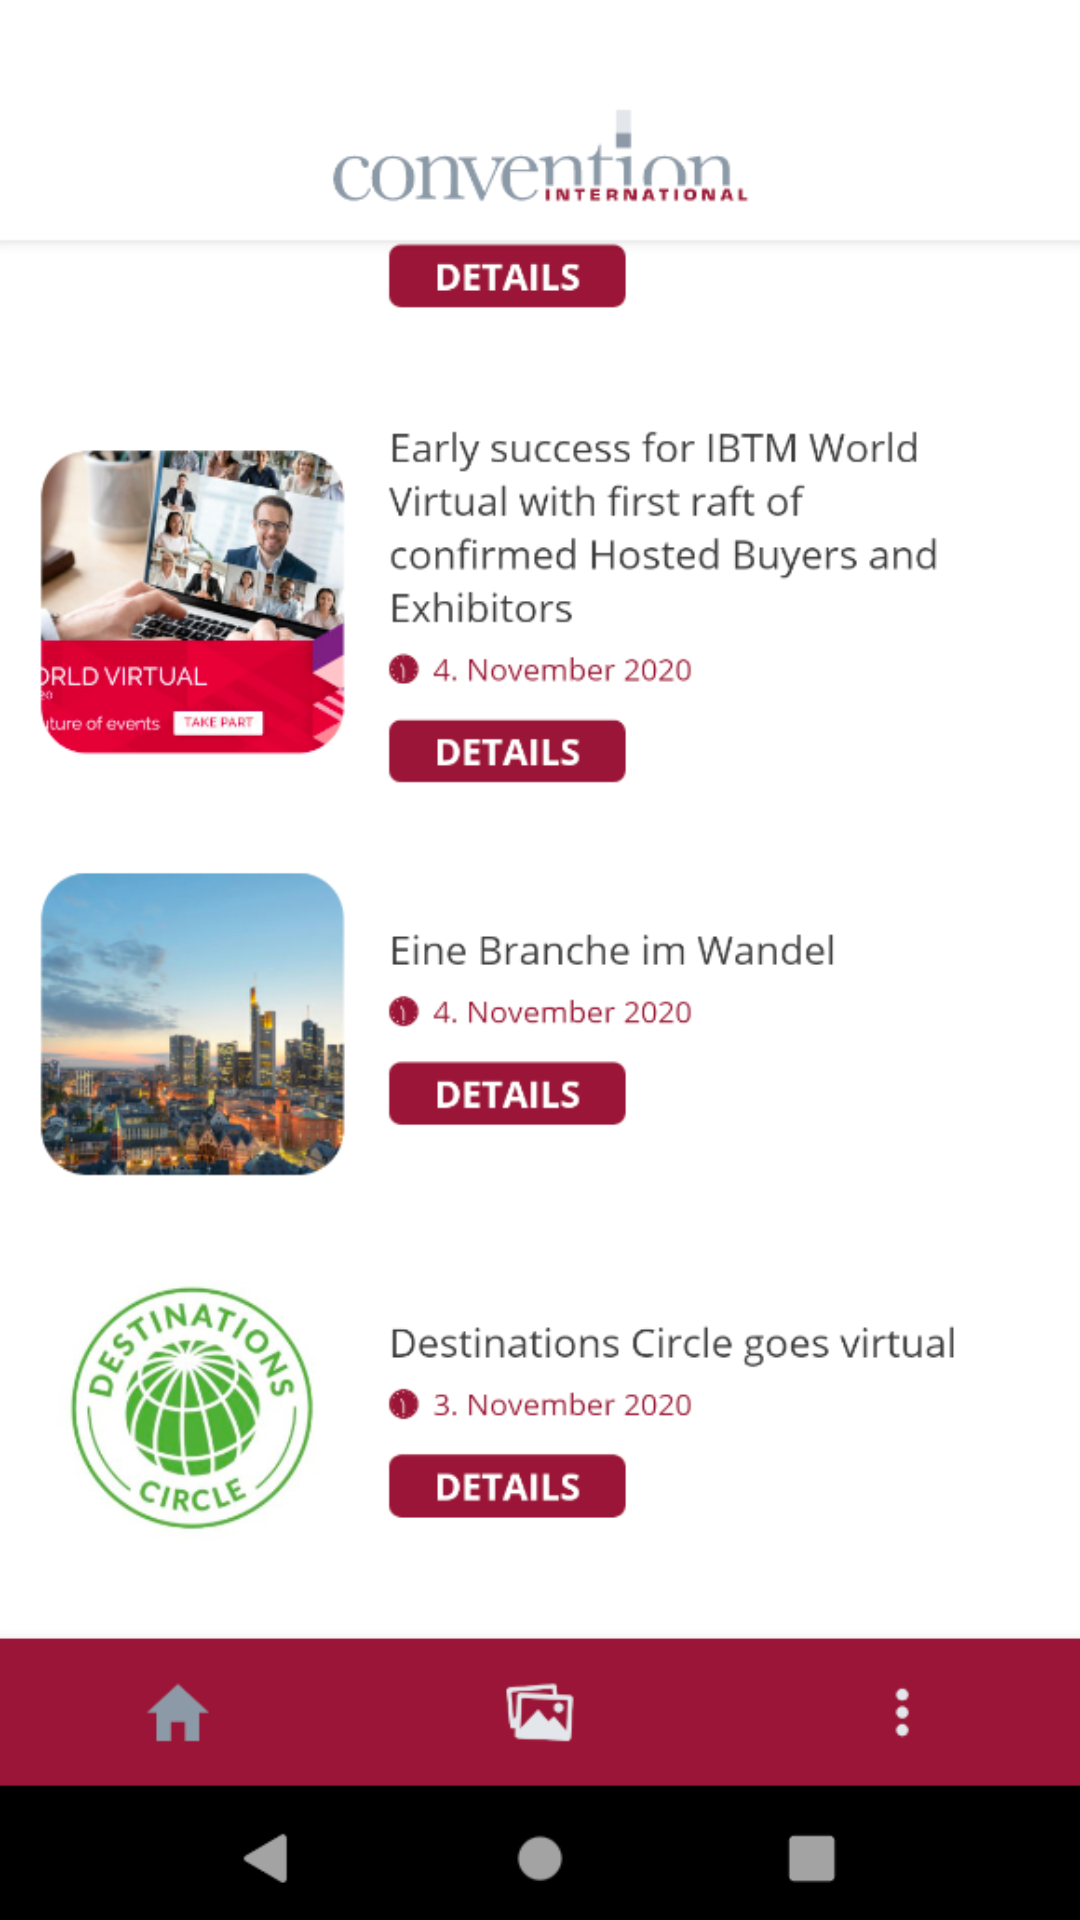 convention
INTERNATIONAL
DETAILS
Early success for IBTM World
Virtual with first raft of
confirmed Hosted Buyers and
Exhibitors
4. November 2020
DETAILS
VIRTUAL
of events TAKE PART
Eine Branche im Wandel
4. November 2020
DETAILS
DESTINATIONS
CIRCLE
Destinations Circle goes virtual
3. November 2020
DETAILS